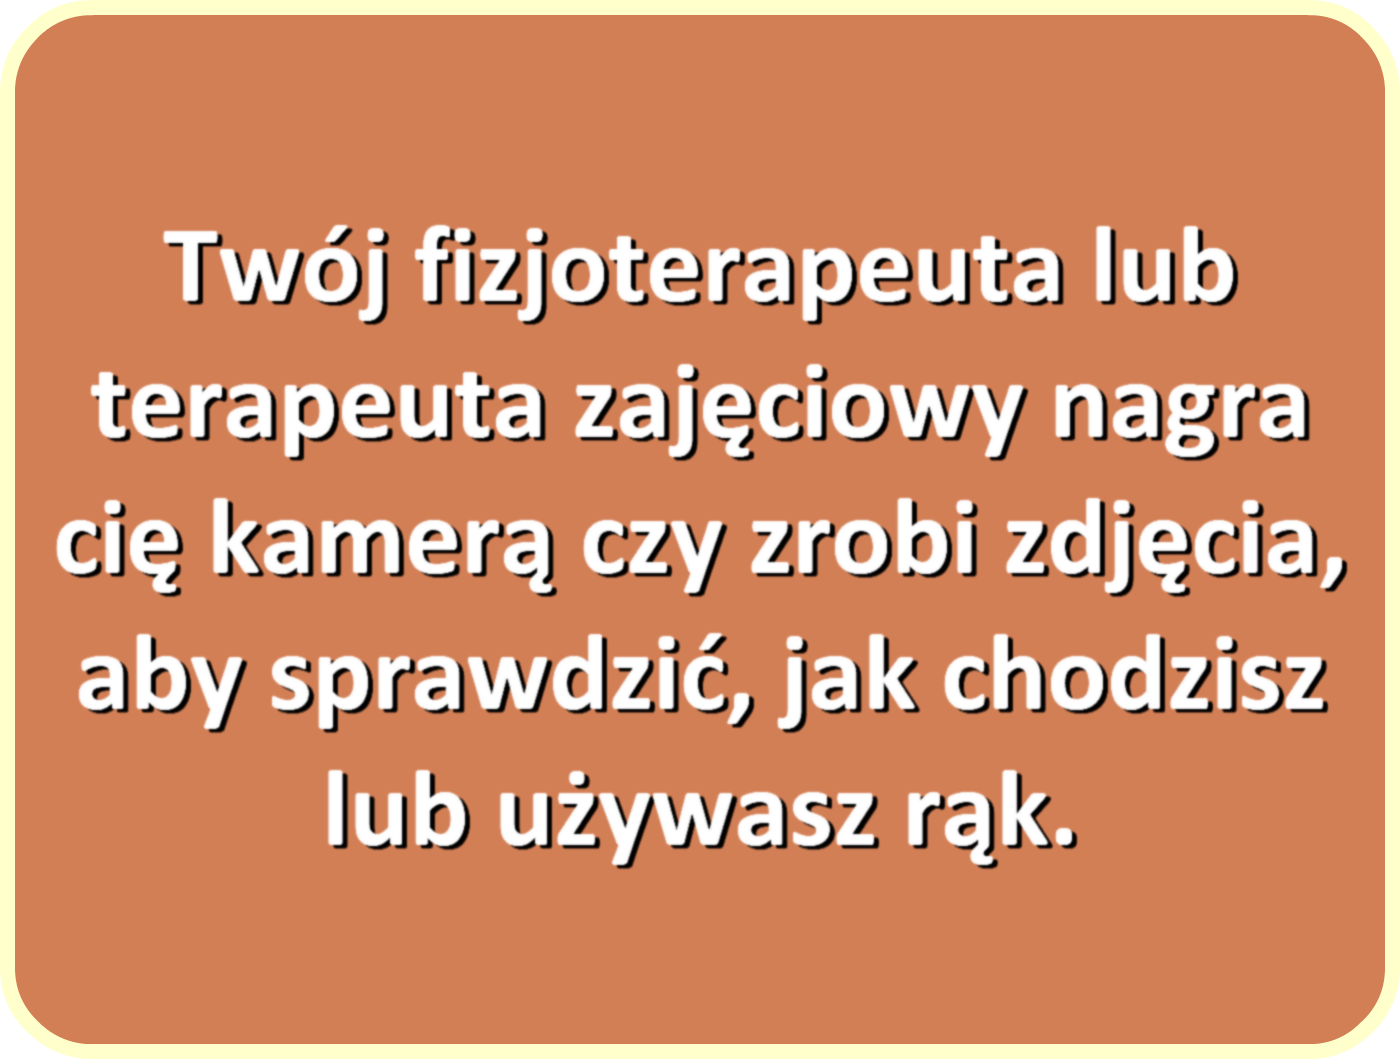 Twój fizjoterapeuta lub
terapeuta zajęciowy nagra
cię kamerą czy zrobi zdjęcia,
aby sprawdzić, jak chodzisz
lub używasz rąk.